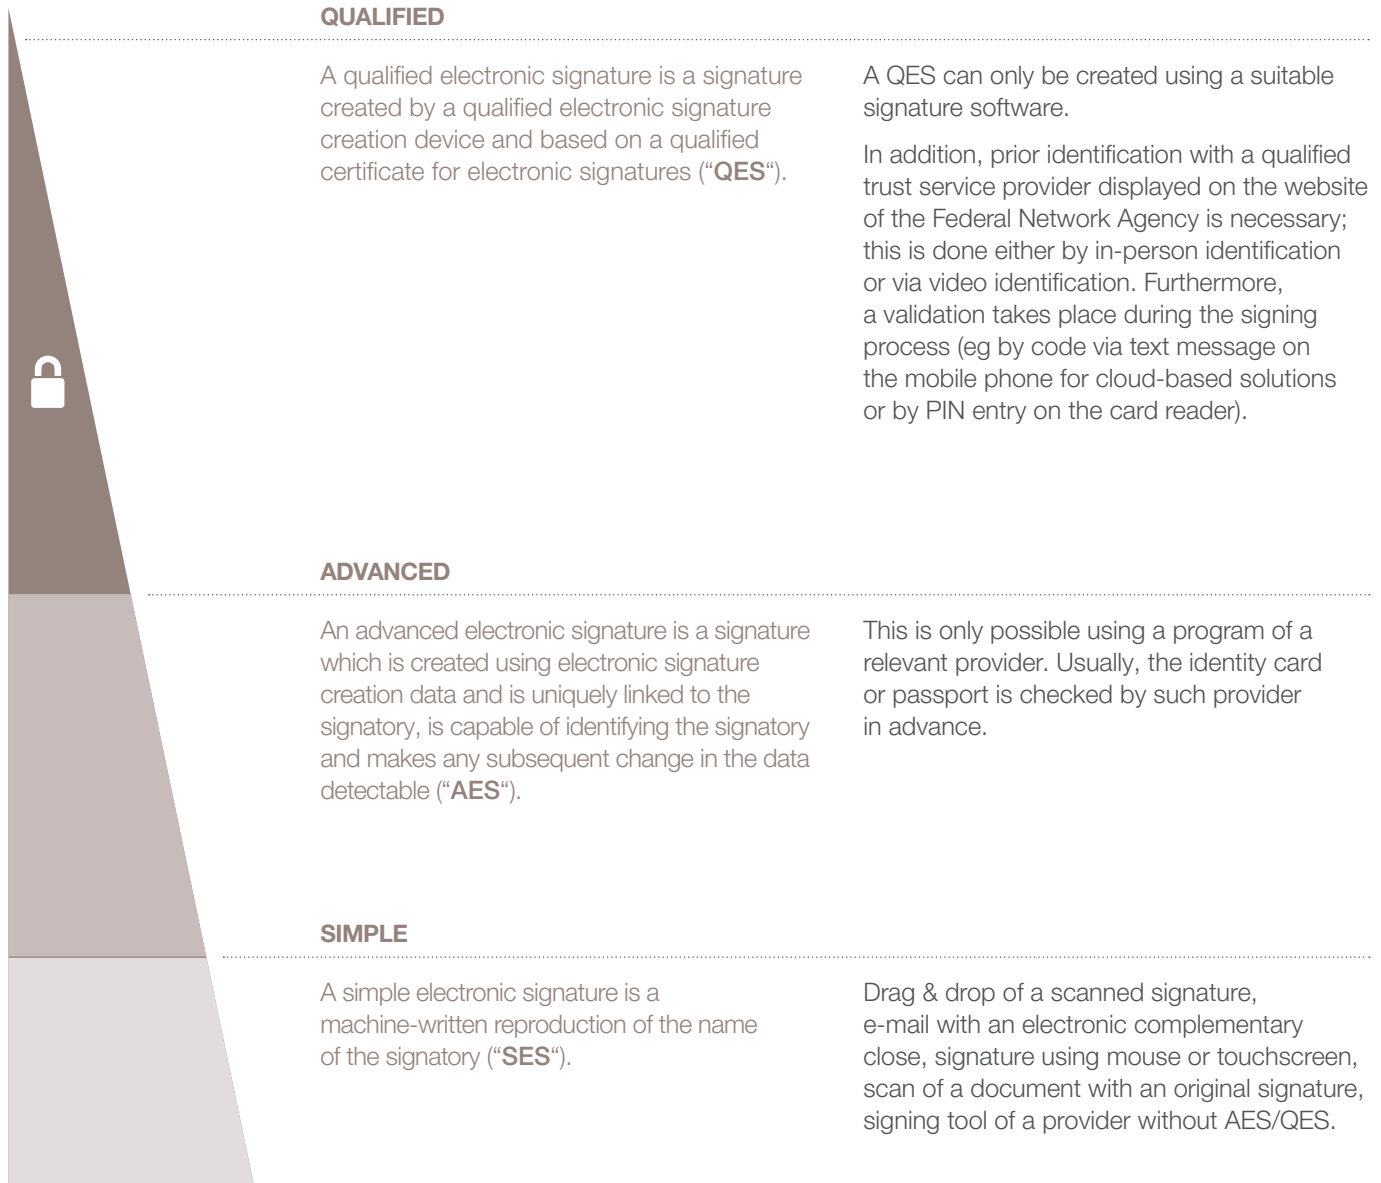 QUALIFIED
A qualified electronic signature is a signature
created by a qualified electronic signature
creation device and based on a qualified
certificate for electronic signatures (“QES“).
A QES can only be created using a suitable
signature software.
In addition, prior identification with a qualified
trust service provider displayed on the website
of the Federal Network Agency is necessary;
this is done either by in-person identification
or via video identification. Furthermore,
a validation takes place during the signing
process (eg by code via text message on
the mobile phone for cloud-based solutions
or by PIN entry on the card reader).
ADVANCED
An advanced electronic signature is a signature
which is created using electronic signature
creation data and is uniquely linked to the
signatory, is capable of identifying the signatory
and makes any subsequent change in the data
detectable (“AES“).
This is only possible using a program of a
relevant provider. Usually, the identity card
or passport is checked by such provider
in advance.
SIMPLE
A simple electronic signature is a
machine-written reproduction of the name
of the signatory (“SES“).
Drag & drop of a scanned signature,
e-mail with an electronic complementary
close, signature using mouse or touchscreen,
scan of a document with an original signature,
signing tool of a provider without AES/QES.